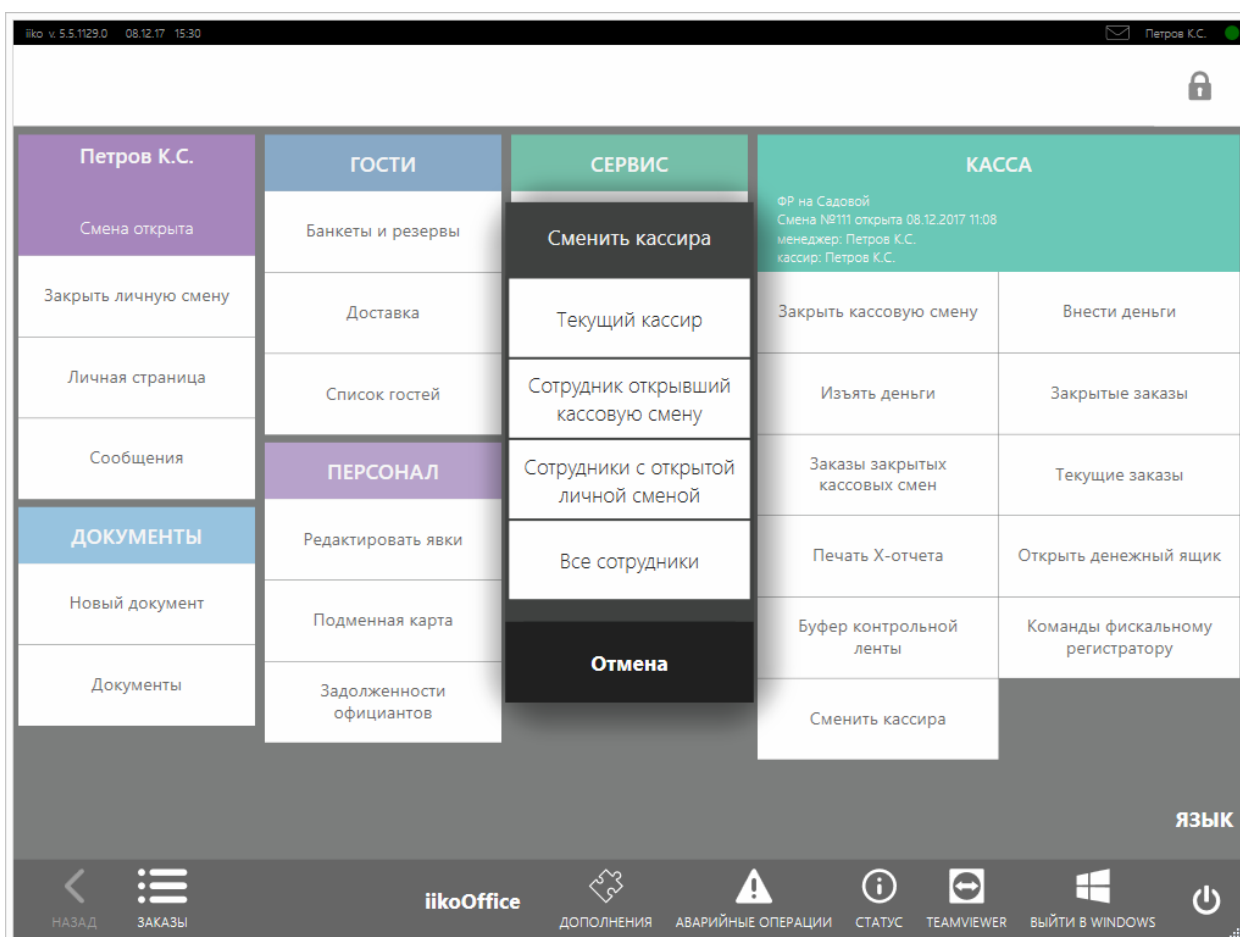 iiko v. 5.5.1129.0 08.12.17 15:30 Петров К.С.
Петров К.С.
Смена открыта
Закрыть личную смену
Личная страница
Сообщения
ДОКУМЕНТЫ
Новый документ
Документы
ГОСТИ
Банкеты и резервы
Доставка
Список гостей
ПЕРСОНАЛ
Редактировать явки
Подменная карта
Задолженности
официантов
СЕРВИС
Сменить кассира
Текущий кассир
Сотрудник открывший
кассовую смену
Сотрудники с открытой
личной сменой
Все сотрудники
Отмена
КАССА
ФР на Садовой
Смена №111 открыта 08.12.2017 11:08
менеджер: Петров К.С.
кассир: Петров К.С.
Закрыть кассовую смену
Внести деньги
Изъять деньги
Закрытые заказы
Заказы закрытых
кассовых смен
Текущие заказы
Печать X-отчета
Открыть денежный ящик
Буфер контрольной
ленты
Команды фискальному
регистратору
Сменить кассира
ЯЗЫК
НАЗАД
ЗАКАЗЫ
iikoOffice
ДОПОЛНЕНИЯ
АВАРИЙНЫЕ ОПЕРАЦИИ
СТАТУС
TEAMVIEWER
ВЫЙТИ В WINDOWS